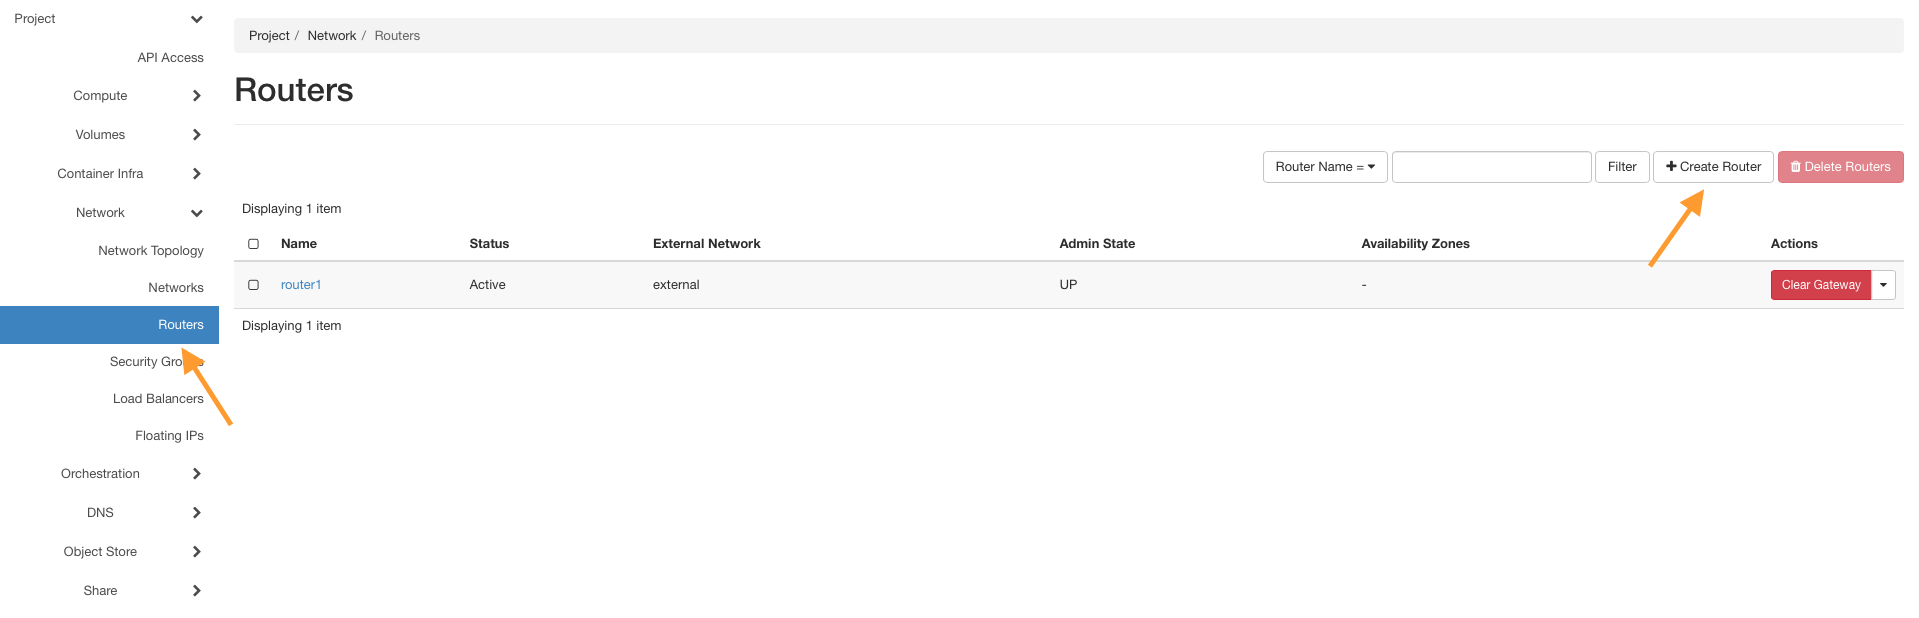 Project
API Access
Compute
Volumes
Container Infra
Network
Network Topology
Networks
Routers
Security Gro
Load Balancers
Floating IPs
Orchestration
DNS
Object Store
Share
Project / Network / Routers
Routers
Router Name = Filter Create Router Delete Routers
Displaying 1 item
Name Status External Network Admin State Availability Zones Actions
router1 Active external UP - Clear Gateway
Displaying 1 item